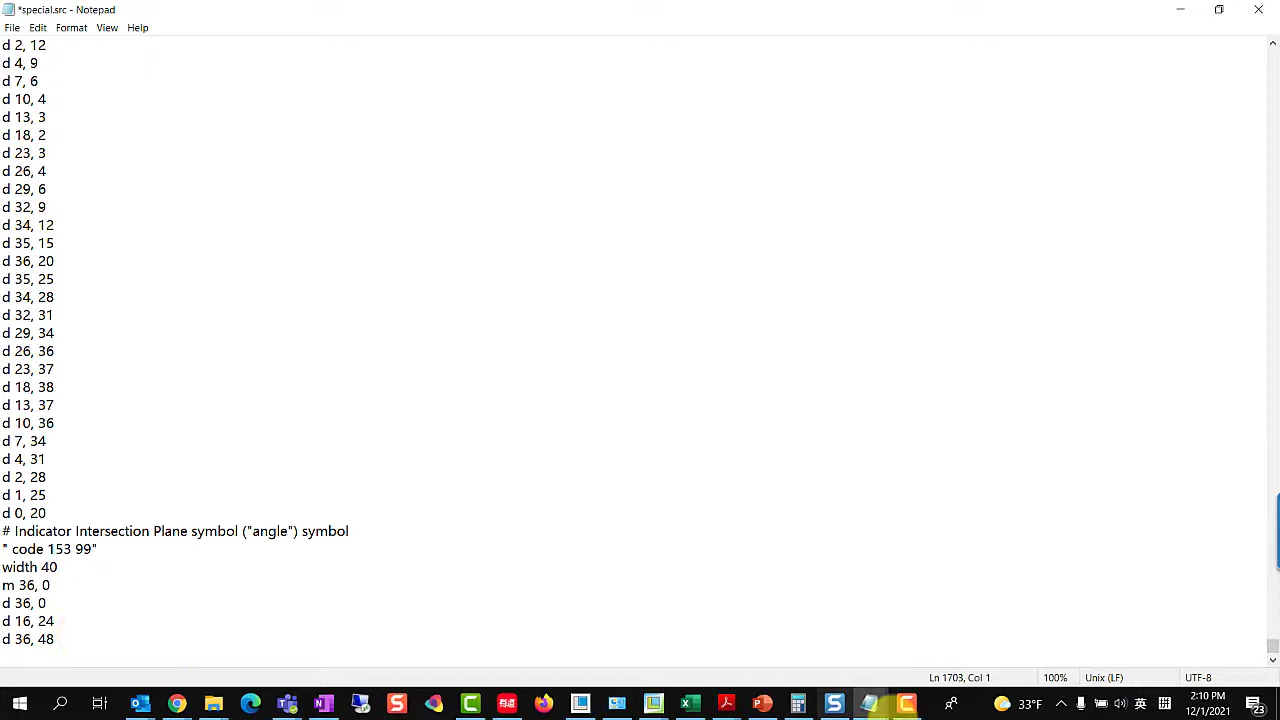 *special.src - Notepad
File Edit Format View Help
d 2, 12
d 4, 9
d 7, 6
d 10, 4
d 13, 3
d 18, 2
d 23, 3
d 26, 4
d 29, 6
d 32, 9
d 34, 12
d 35, 15
d 36, 20
d 35, 25
d 34, 28
d 32, 31
d 29, 34
d 26, 36
d 23, 37
d 18, 38
d 13, 37
d 10, 36
d 7, 34
d 4, 31
d 2, 28
d 1, 25
d 0, 20
# Indicator Intersection Plane symbol ("angle") symbol
" code 153 99"
width 40
m 36, 0
d 36, 0
d 16, 24
d 36, 48
Ln 1703, Col 1 100% Unix (LF) UTF-8
33°F 英 拼 2:10 PM
12/1/2021 23